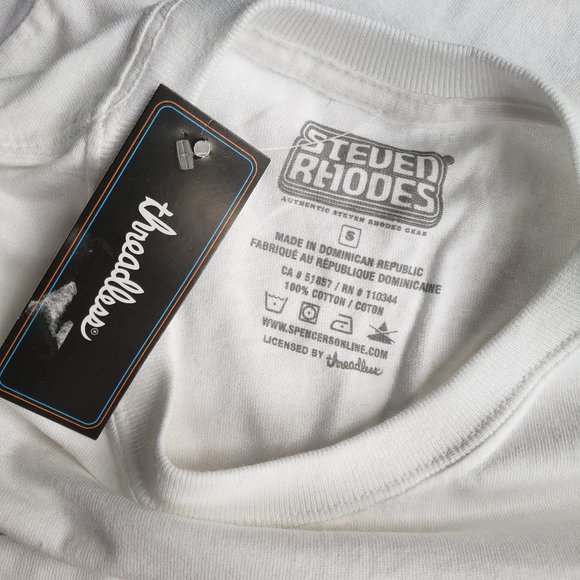 threadless®
STEVEN
RHODES®
AUTHENTIC STEVEN RHODES GEAR
S
MADE IN DOMINICAN REPUBLIC
FABRIQUÉ AU RÉPUBLIQUE DOMINICAINE
CA # 51857 / RN # 110344
100% COTTON / COTON
WWW.SPENCERSONLINE.COM
LICENSED BY threadless